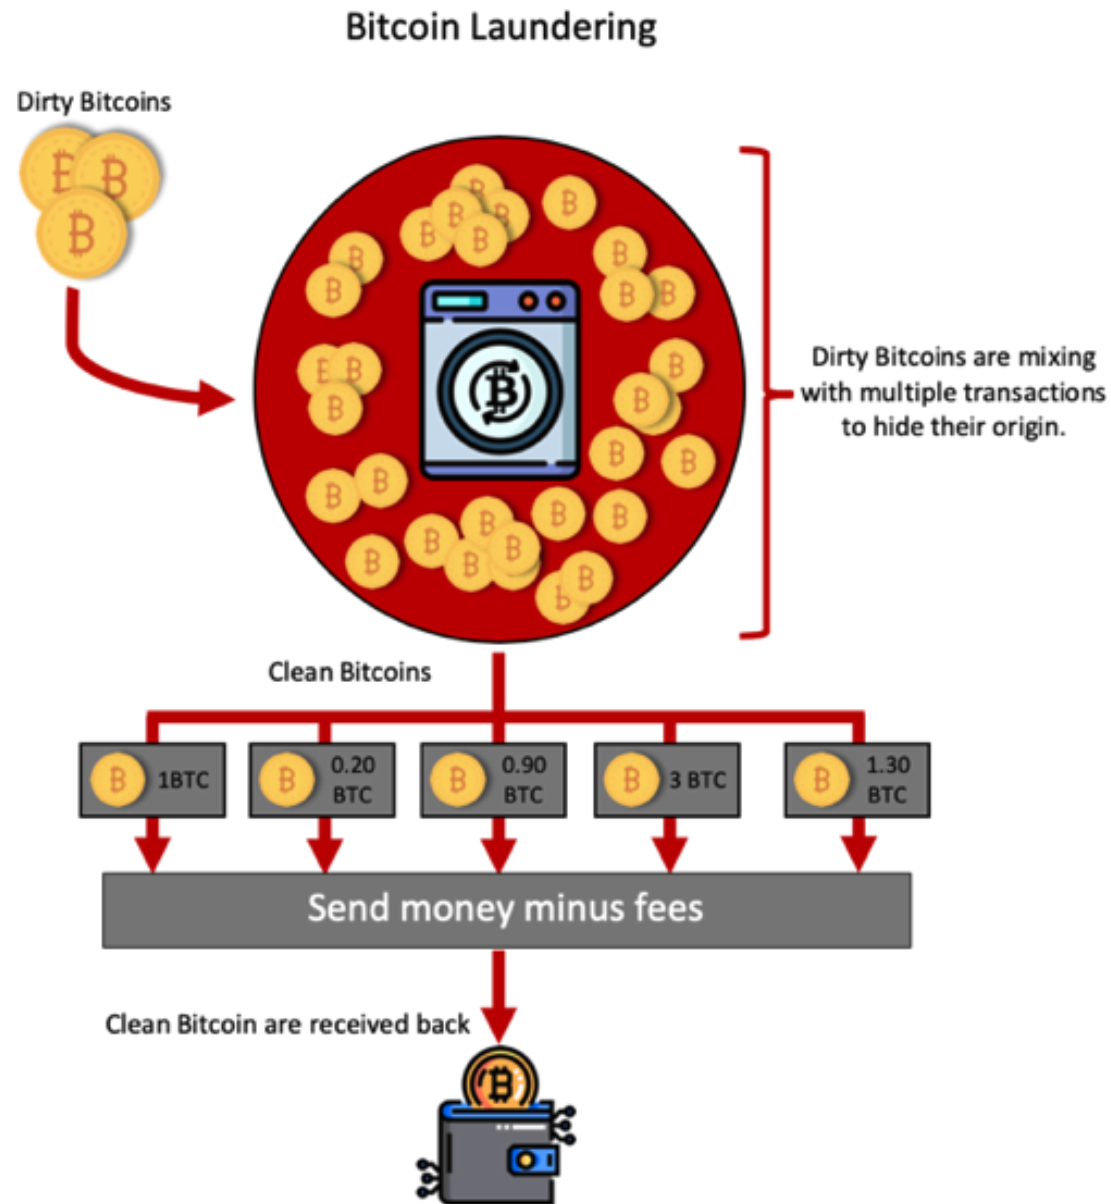 Bitcoin Laundering
Dirty Bitcoins
Dirty Bitcoins are mixing
with multiple transactions
to hide their origin.
Clean Bitcoins
1BTC
0.20
BTC
0.90
BTC
3 BTC
1.30
BTC
Send money minus fees
Clean Bitcoin are received back